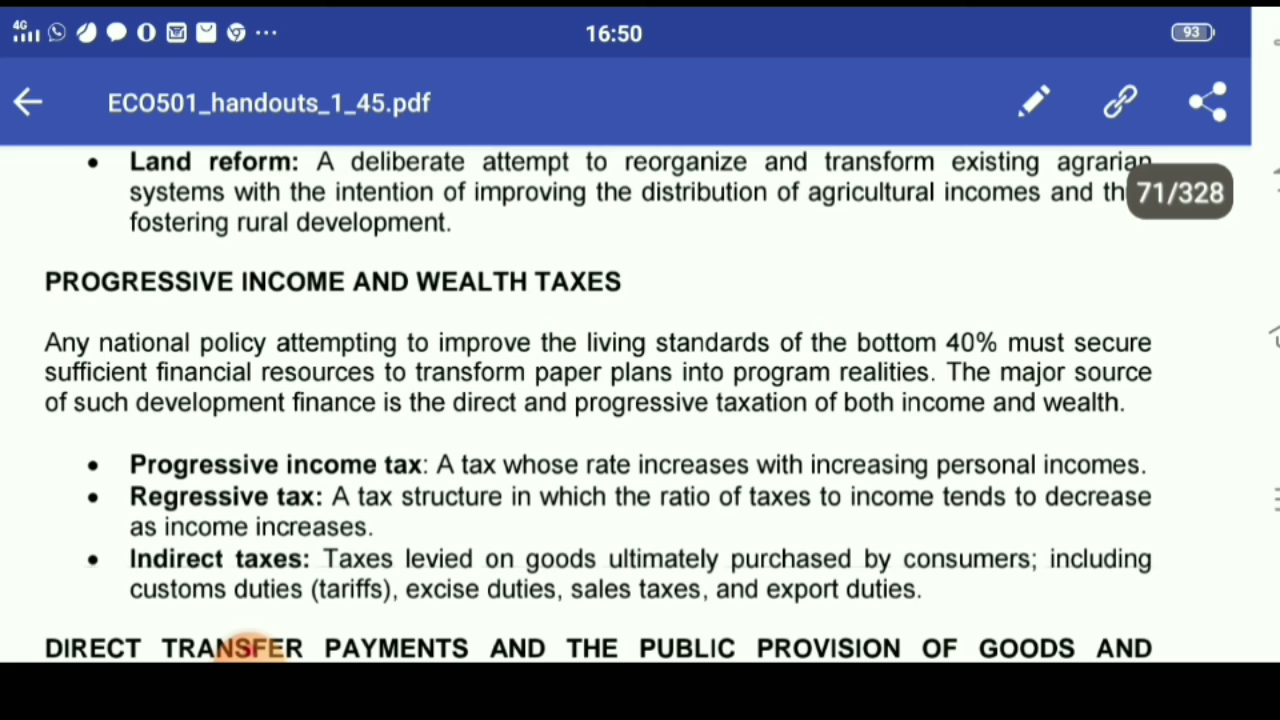 4G
16:50
93
ECO501_handouts_1_45.pdf
• Land reform: A deliberate attempt to reorganize and transform existing agrarian
systems with the intention of improving the distribution of agricultural incomes and
71/328
fostering rural development.
PROGRESSIVE INCOME AND WEALTH TAXES
Any national policy attempting to improve the living standards of the bottom 40% must secure
sufficient financial resources to transform paper plans into program realities. The major source
of such development finance is the direct and progressive taxation of both income and wealth.
• Progressive income tax: A tax whose rate increases with increasing personal incomes.
• Regressive tax: A tax structure in which the ratio of taxes to income tends to decrease
as income increases.
• Indirect taxes: Taxes levied on goods ultimately purchased by consumers; including
customs duties (tariffs), excise duties, sales taxes, and export duties.
DIRECT TRANSFER PAYMENTS AND THE PUBLIC PROVISION OF GOODS AND